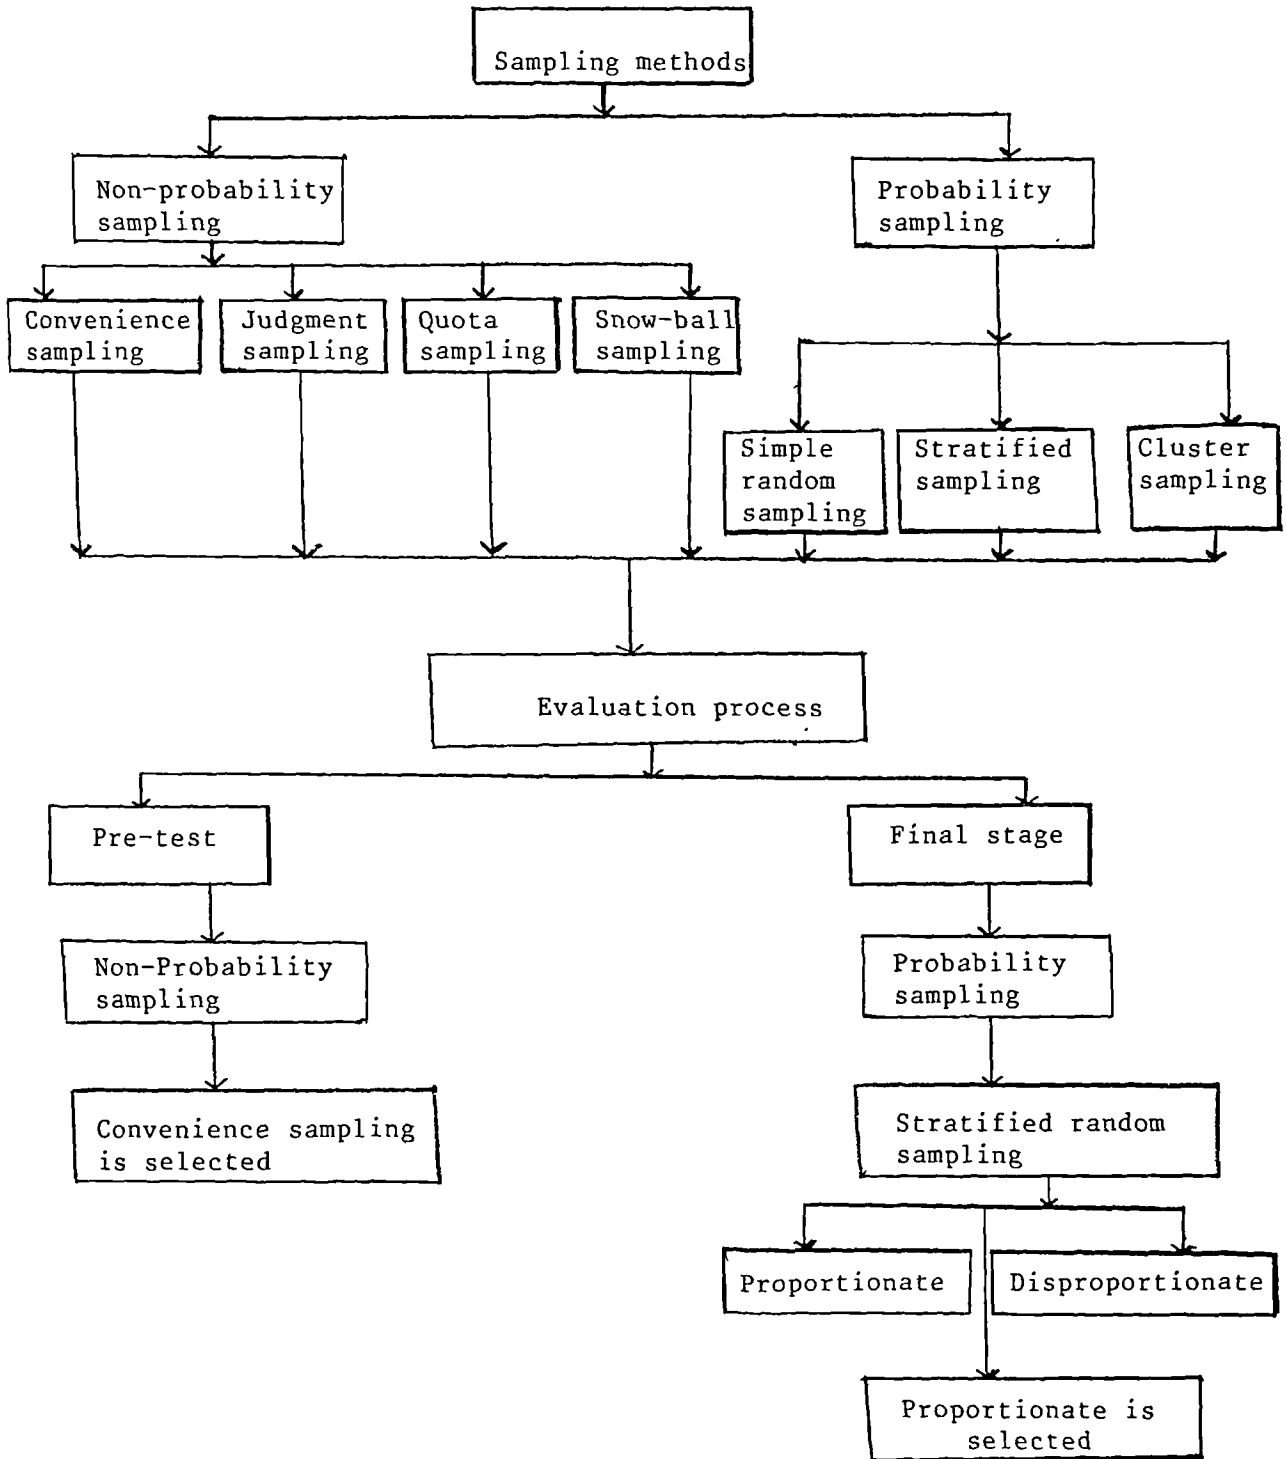 Sampling methods
Non-probability
sampling
Probability
sampling
Convenience
sampling
Judgment
sampling
Quota
sampling
Snow-ball
sampling
Simple
random
sampling
Stratified
sampling
Cluster
sampling
Evaluation process
Pre-test
Final stage
Non-Probability
sampling
Probability
sampling
Convenience sampling
is selected
Stratified random
sampling
Proportionate
Disproportionate
Proportionate is
selected